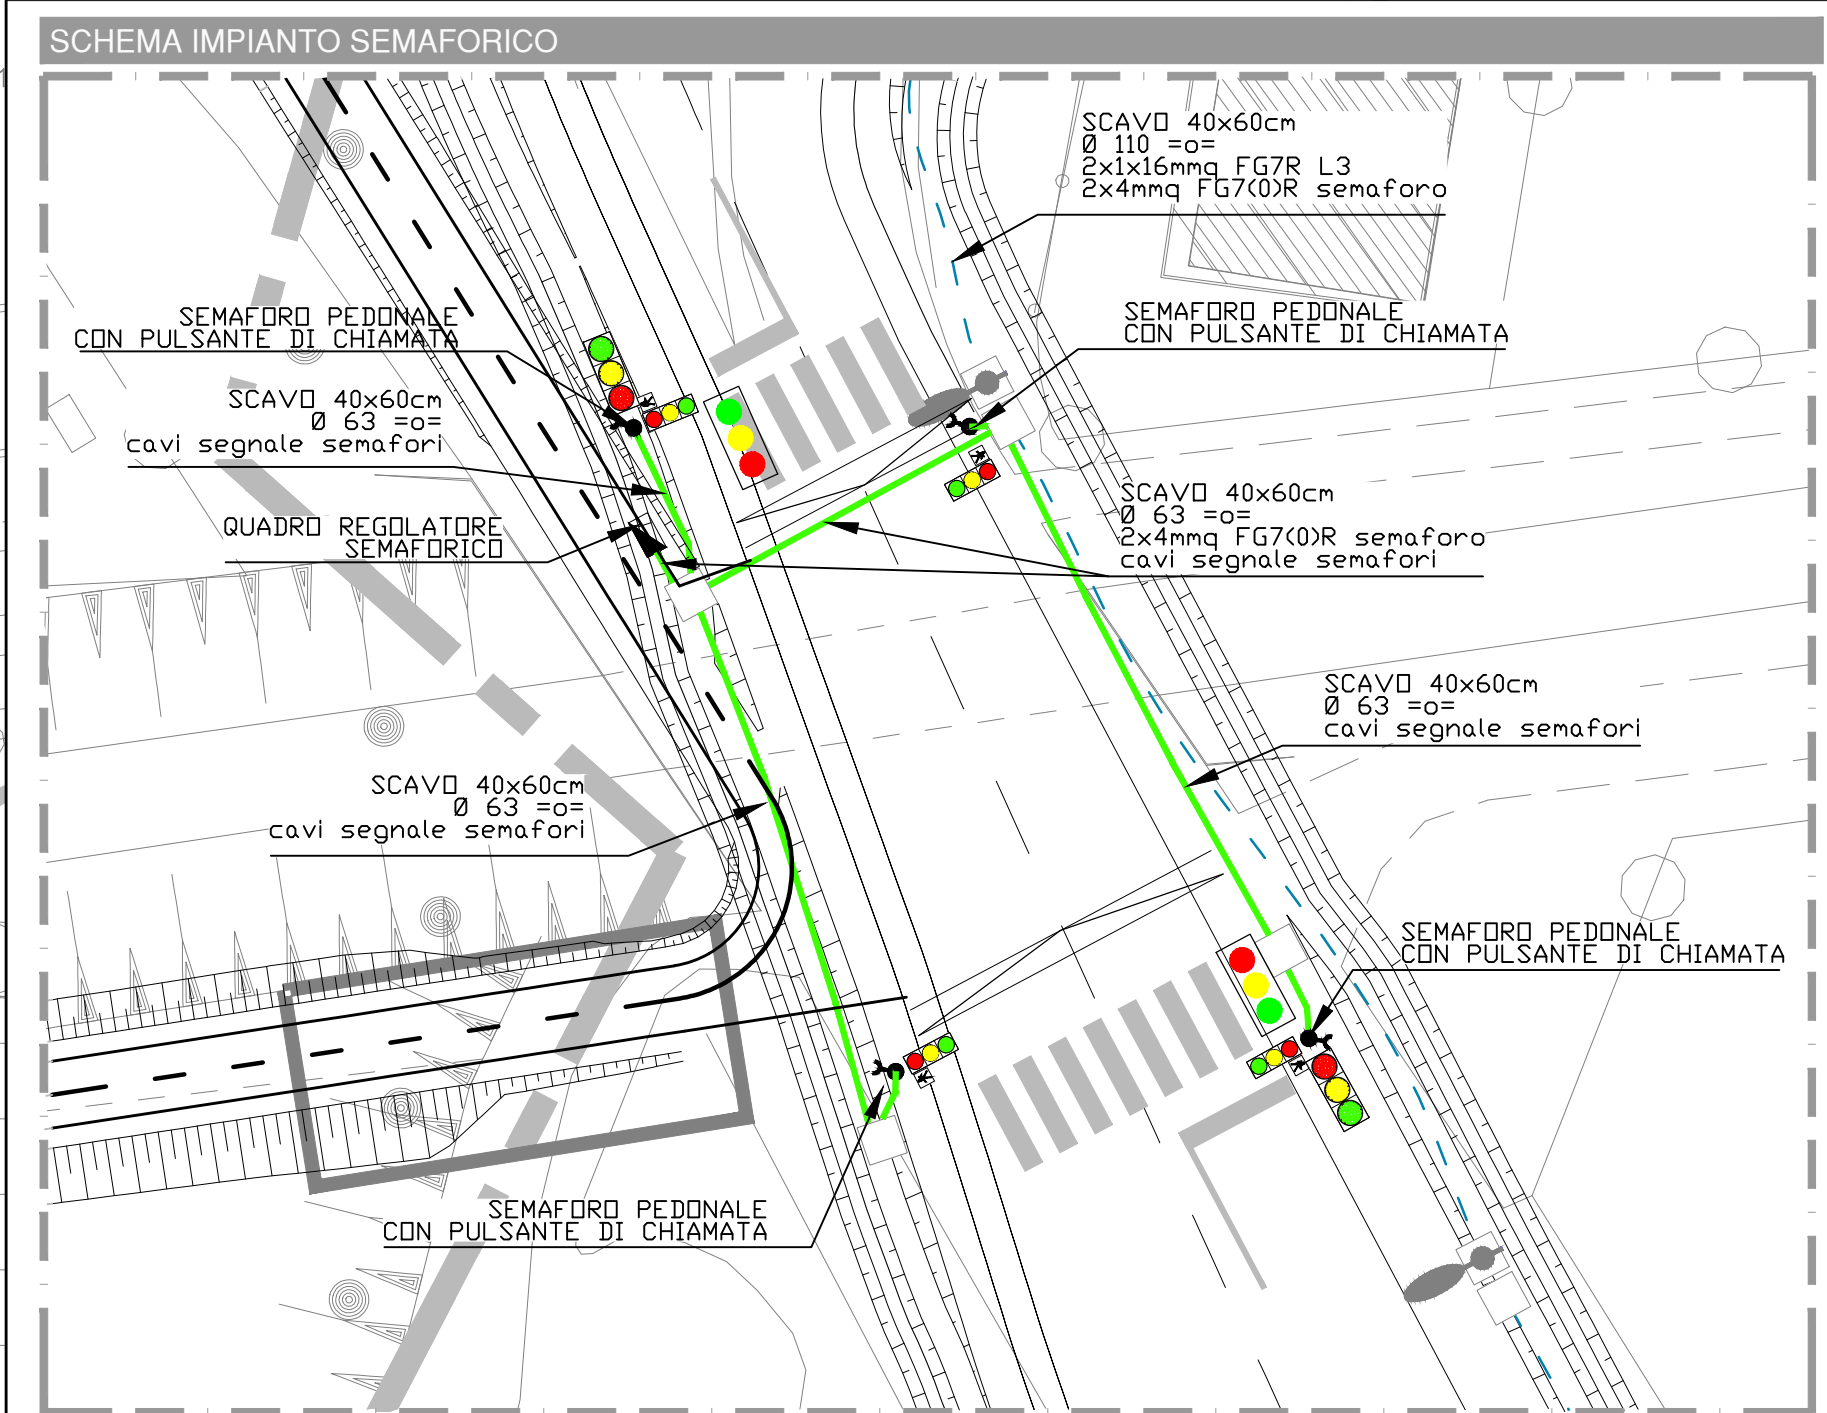 SCHEMA IMPIANTO SEMAFORICO
SCAVO 40x60cm
Ø 110 =o=
2x1x16mmq FG7R L3
2x4mmq FG7(O)R semaforo
SEMAFORO PEDONALE
CON PULSANTE DI CHIAMATA
SEMAFORO PEDONALE
CON PULSANTE DI CHIAMATA
SCAVO 40x60cm
Ø 63 =o=
cavi segnale semafori
QUADRO REGOLATORE
SEMAFORICO
SCAVO 40x60cm
Ø 63 =o=
2x4mmq FG7(O)R semaforo
cavi segnale semafori
SCAVO 40x60cm
Ø 63 =o=
cavi segnale semafori
SCAVO 40x60cm
Ø 63 =o=
cavi segnale semafori
SEMAFORO PEDONALE
CON PULSANTE DI CHIAMATA
SEMAFORO PEDONALE
CON PULSANTE DI CHIAMATA